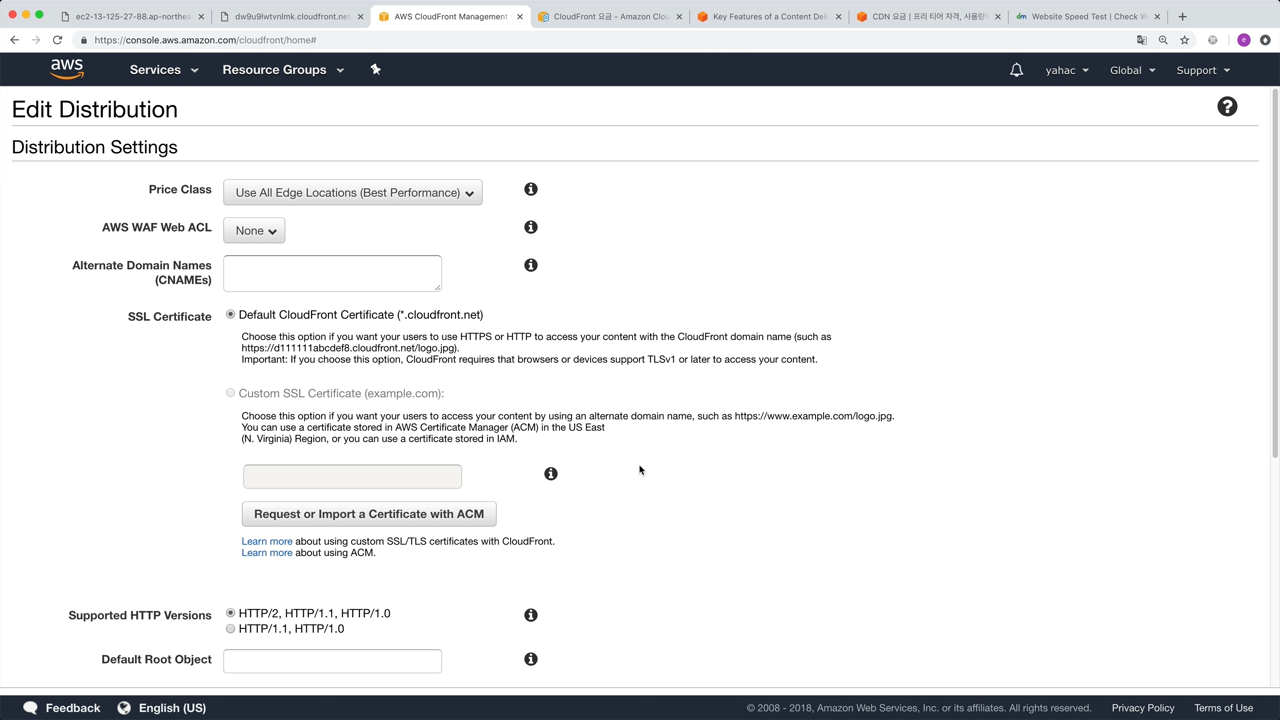 ec2-13-125-27-88.ap-northea
dw9u9lwtvnlmk.cloudfront.net
AWS CloudFront Management
CloudFront 요금 - Amazon Clou
Key Features of a Content Deli
CDN 요금 | 프리 티어 자격, 사용량
Website Speed Test | Check W
https://console.aws.amazon.com/cloudfront/home#
aws
Services
Resource Groups
yahac
Global
Support
Edit Distribution
Distribution Settings
Price Class
Use All Edge Locations (Best Performance)
AWS WAF Web ACL
None
Alternate Domain Names
(CNAMEs)
SSL Certificate
Default CloudFront Certificate (*.cloudfront.net)
Choose this option if you want your users to use HTTPS or HTTP to access your content with the CloudFront domain name (such as
https://d111111abcdef8.cloudfront.net/logo.jpg).
Important: If you choose this option, CloudFront requires that browsers or devices support TLSv1 or later to access your content.
Custom SSL Certificate (example.com):
Choose this option if you want your users to access your content by using an alternate domain name, such as https://www.example.com/logo.jpg.
You can use a certificate stored in AWS Certificate Manager (ACM) in the US East
(N. Virginia) Region, or you can use a certificate stored in IAM.
Request or Import a Certificate with ACM
Learn more about using custom SSL/TLS certificates with CloudFront.
Learn more about using ACM.
Supported HTTP Versions
HTTP/2, HTTP/1.1, HTTP/1.0
HTTP/1.1, HTTP/1.0
Default Root Object
Feedback
English (US)
© 2008 - 2018, Amazon Web Services, Inc. or its affiliates. All rights reserved.
Privacy Policy
Terms of Use